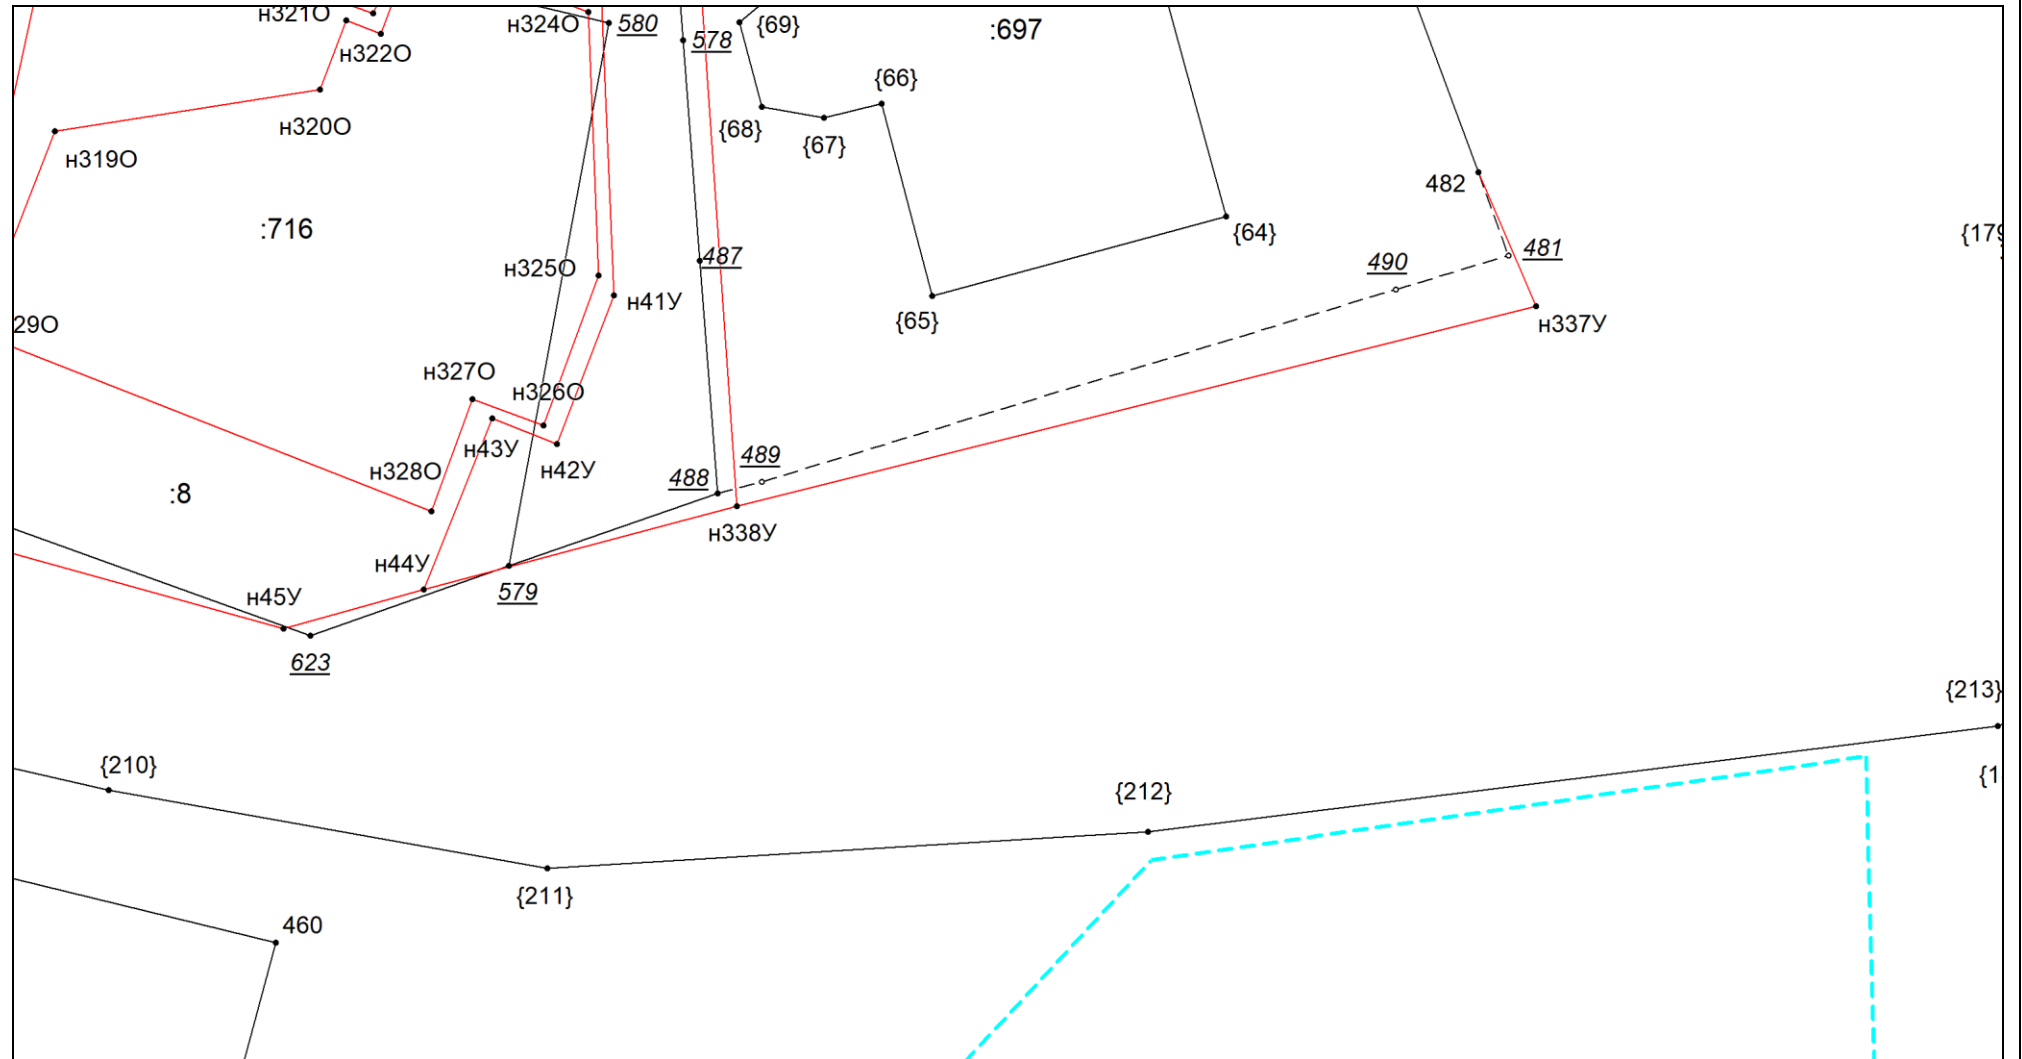 н321О
н322О
н324О
580
578
{69}
:697
{66}
{68}
{67}
н320О
н319О
482
:716
{64}
481
490
487
н325О
н41У
{65}
н337У
29О
н327О
н326О
н43У
н42У
н328О
489
488
:8
н338У
н44У
579
н45У
623
{213}
{210}
{212}
{211}
460